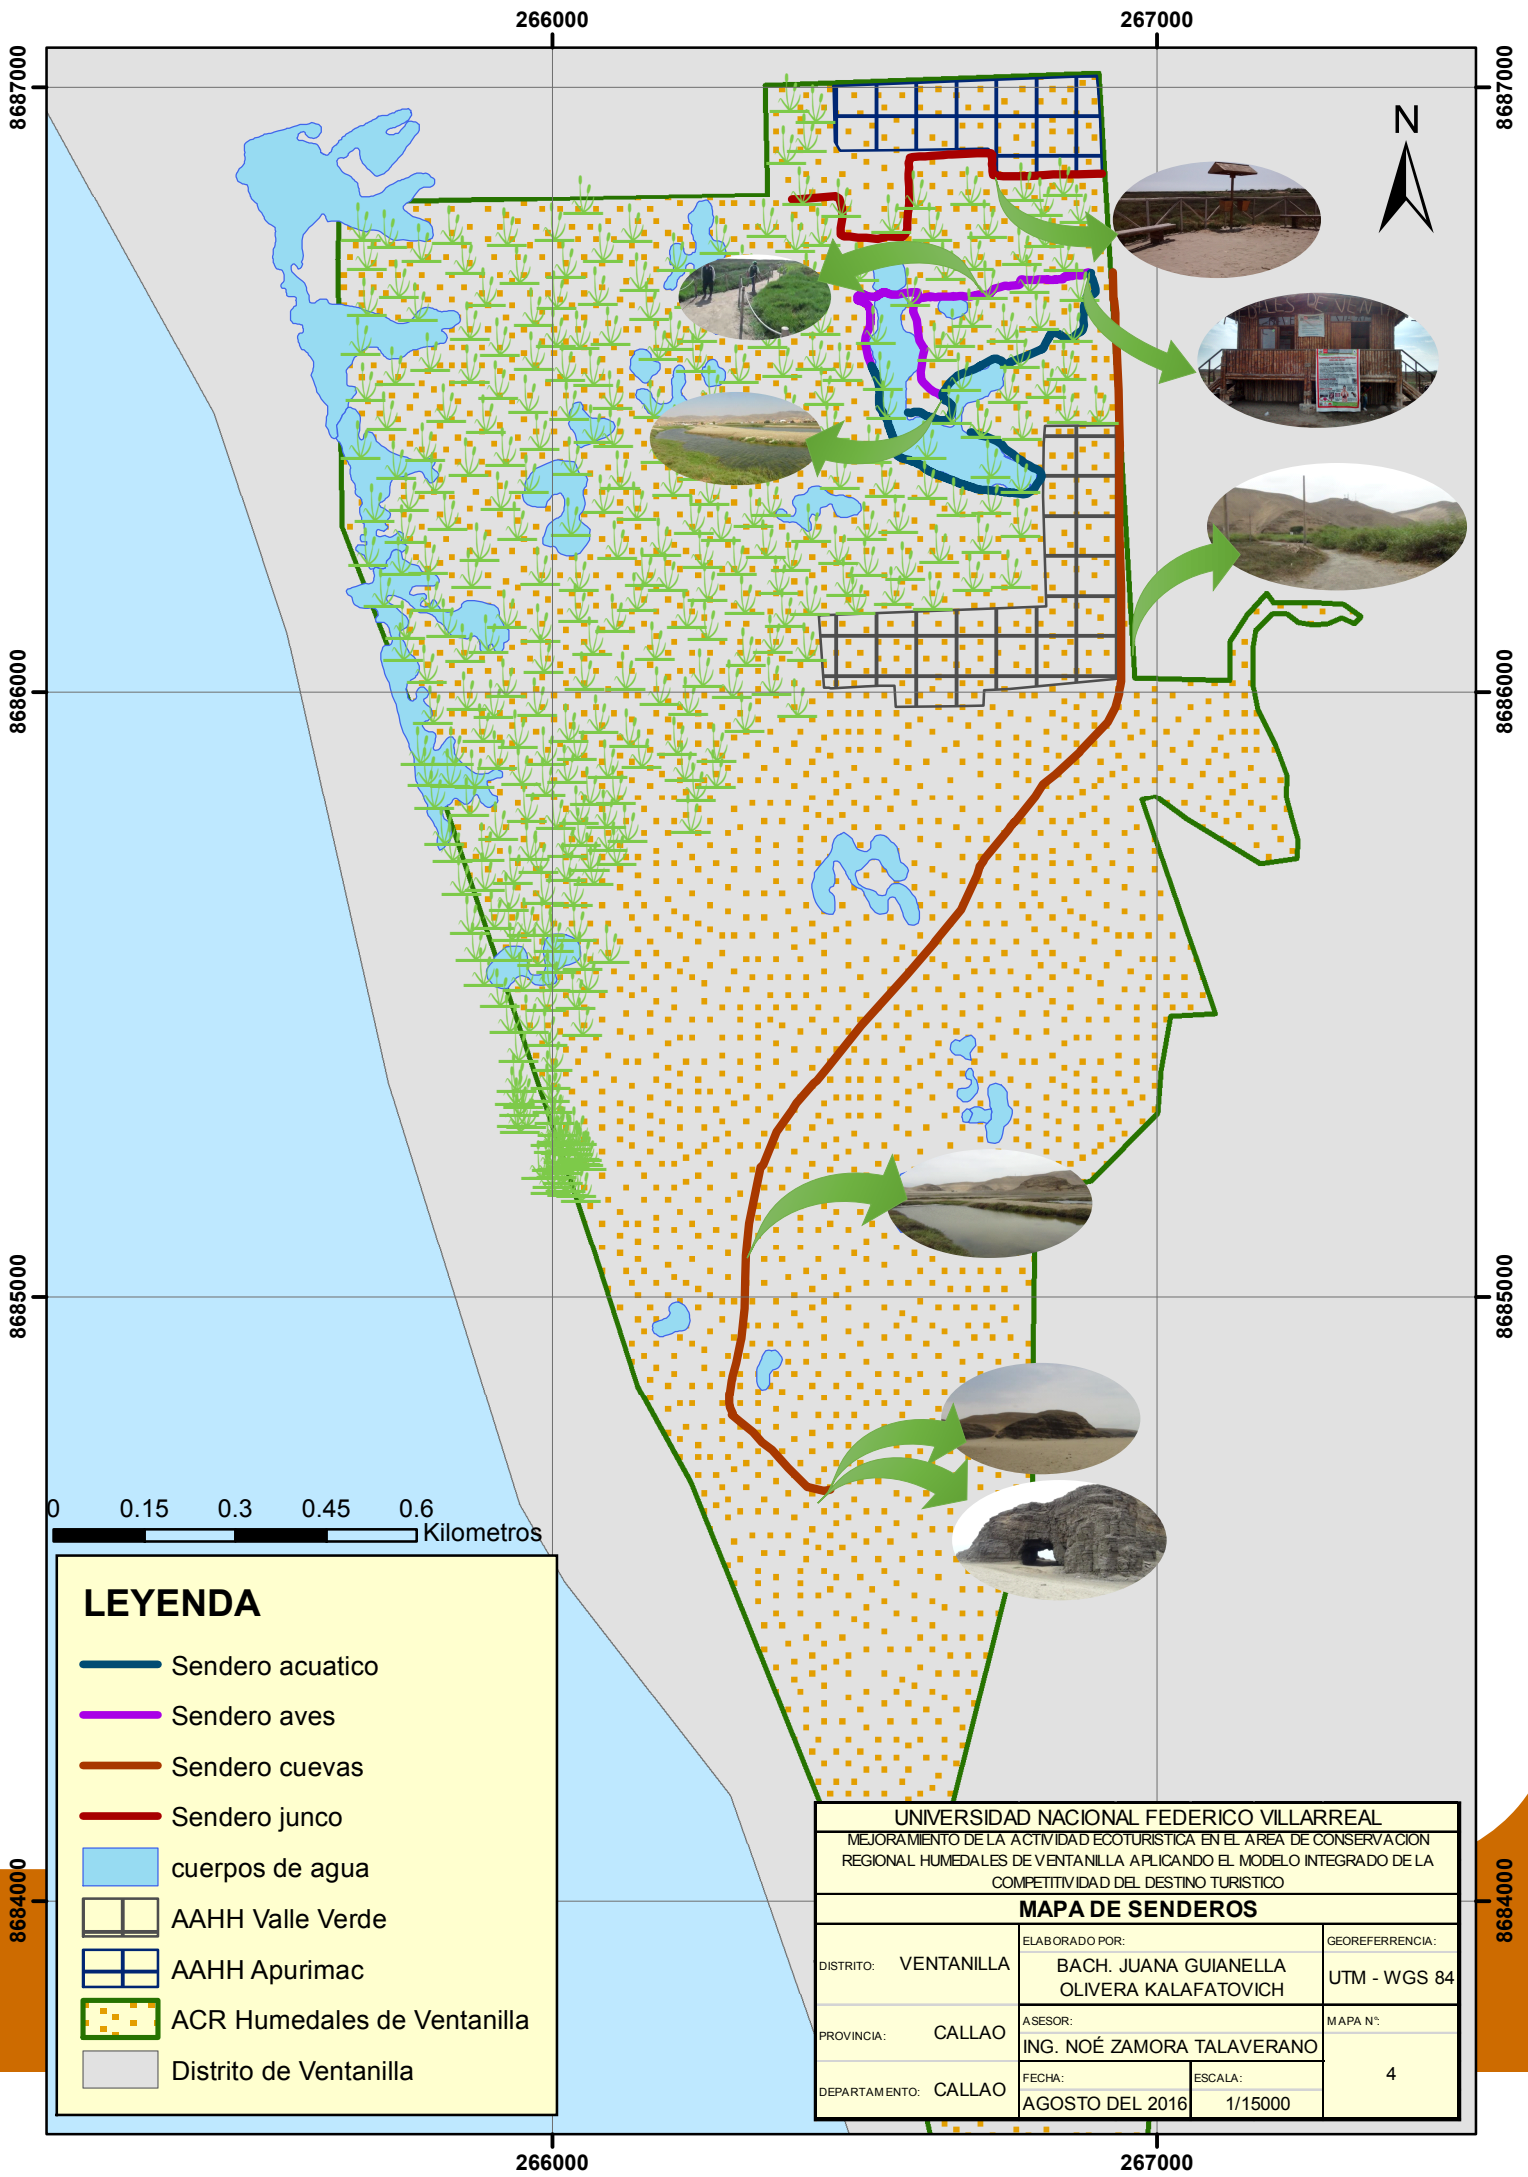 266000
267000
8687000
8687000
N
8686000
8686000
8685000
8685000
0 0.15 0.3 0.45 0.6
Kilometros
LEYENDA
Sendero acuatico
Sendero aves
Sendero cuevas
Sendero junco
cuerpos de agua
AAHH Valle Verde
AAHH Apurimac
ACR Humedales de Ventanilla
Distrito de Ventanilla
8684000
8684000
UNIVERSIDAD NACIONAL FEDERICO VILLARREAL
MEJORAMIENTO DE LA ACTIVIDAD ECOTURISTICA EN EL AREA DE CONSERVACION
REGIONAL HUMEDALES DE VENTANILLA APLICANDO EL MODELO INTEGRADO DE LA
COMPETITIVIDAD DEL DESTINO TURISTICO
MAPA DE SENDEROS
DISTRITO: VENTANILLA
ELABORADO POR:
BACH. JUANA GUIANELLA
OLIVERA KALAFATOVICH
GEOREFERRENCIA:
UTM - WGS 84
PROVINCIA: CALLAO
ASESOR:
ING. NOÉ ZAMORA TALAVERANO
MAPA N°:
4
DEPARTAMENTO: CALLAO
FECHA:
AGOSTO DEL 2016
ESCALA:
1/15000
266000
267000